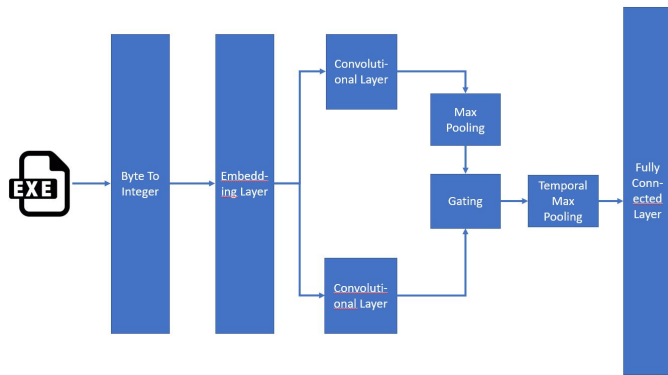 EXE
Byte To
Integer
Embedd-
ing Layer
Convoluti-
onal Layer
Max
Pooling
Gating
Convoluti-
onal Layer
Temporal
Max
Pooling
Fully
Conn-
ected
Layer